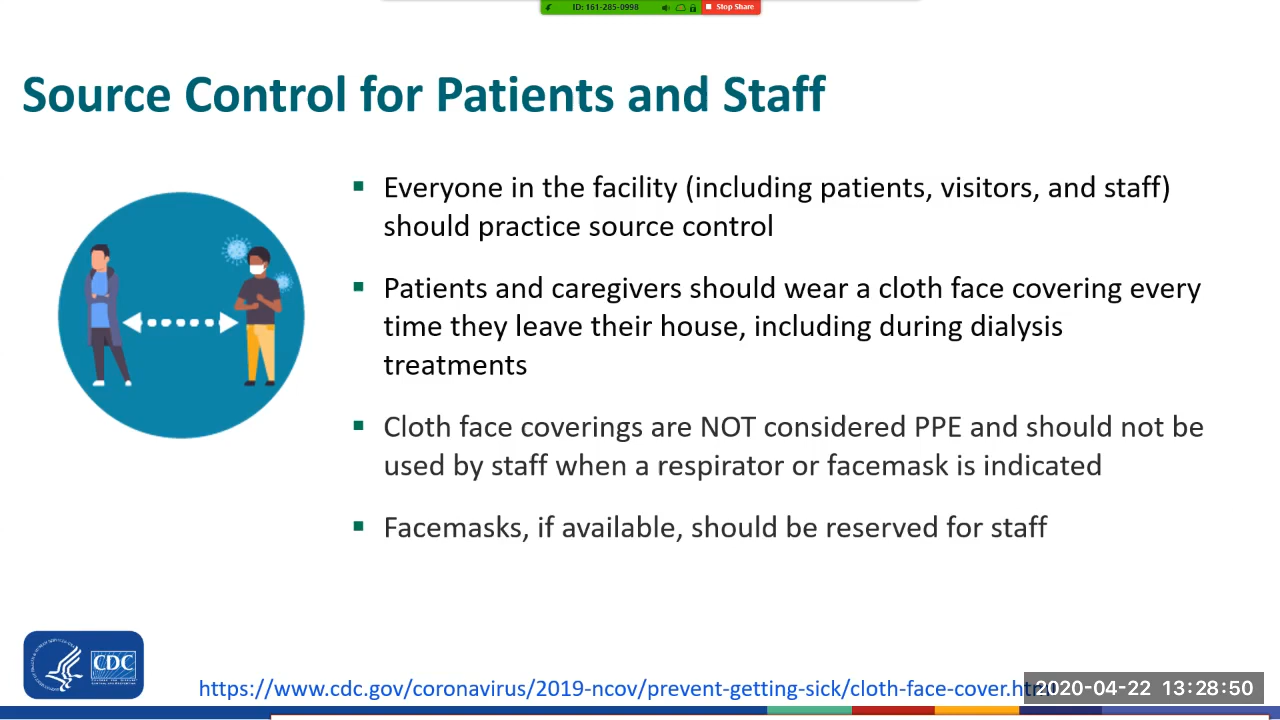 ID: 161-285-0998 Stop Share
Source Control for Patients and Staff
Everyone in the facility (including patients, visitors, and staff)
should practice source control
Patients and caregivers should wear a cloth face covering every
time they leave their house, including during dialysis
treatments
Cloth face coverings are NOT considered PPE and should not be
used by staff when a respirator or facemask is indicated
Facemasks, if available, should be reserved for staff
CDC
https://www.cdc.gov/coronavirus/2019-ncov/prevent-getting-sick/cloth-face-cover.html
2020-04-22 13:28:50